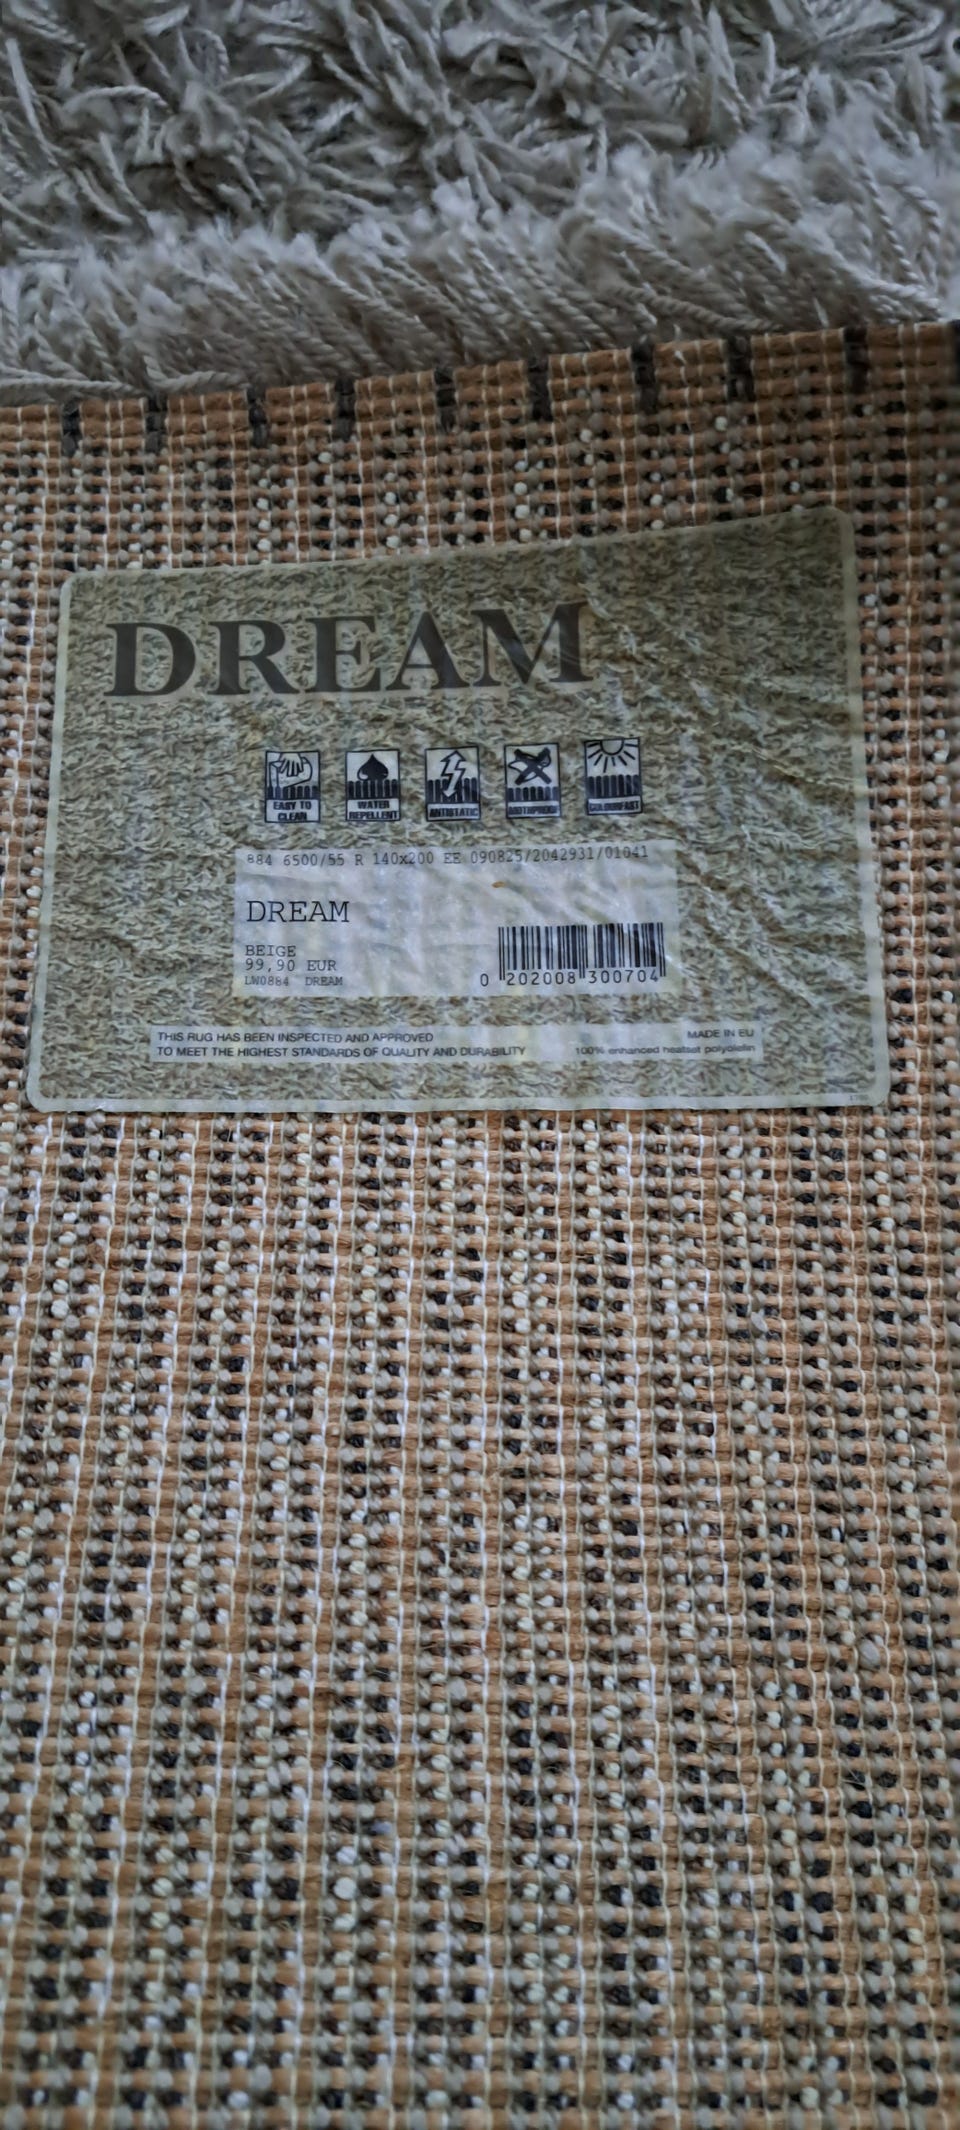 DREAM
EASY TO
CLEAN
WATER
REPELLENT
ANTISTATIC
MOTHPROOF
COLOURFAST
884 6500/55 R 140x200 EE 090825/2042931/01041
DREAM
BEIGE
99,90 EUR
LW0884 DREAM
0 202008 300704
THIS RUG HAS BEEN INSPECTED AND APPROVED
TO MEET THE HIGHEST STANDARDS OF QUALITY AND DURABILITY
MADE IN EU
100% enhanced heatset polyolefin